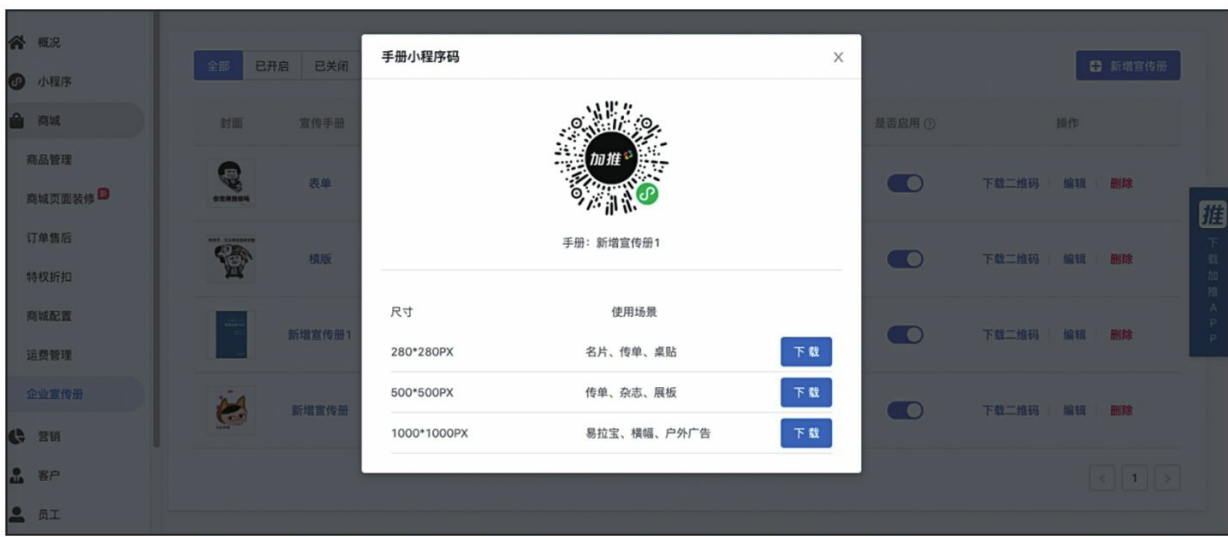 概况
小程序
商城
商品管理
商城页面装修 新
订单售后
特权折扣
商城配置
运费管理
企业宣传册
营销
客户
员工
全部 已开启 已关闭
新增宣传册
封面 宣传手册 是否启用 操作
表单 下载二维码 编辑 删除
横版 下载二维码 编辑 删除
新增宣传册1 下载二维码 编辑 删除
新增宣传册 下载二维码 编辑 删除
1
手册小程序码
加推
手册：新增宣传册1
尺寸 使用场景
280*280PX 名片、传单、桌贴 下载
500*500PX 传单、杂志、展板 下载
1000*1000PX 易拉宝、横幅、户外广告 下载
推
下载加推APP